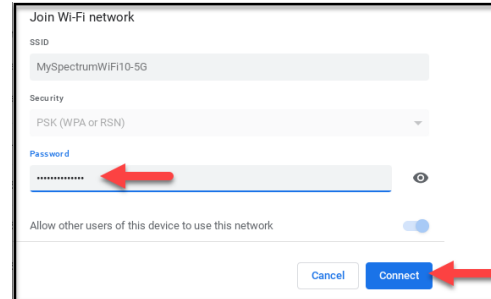 Join Wi-Fi network
SSID
MySpectrumWiFi10-5G
Security
PSK (WPA or RSN)
Password
••••••••••••••
Allow other users of this device to use this network
Cancel Connect